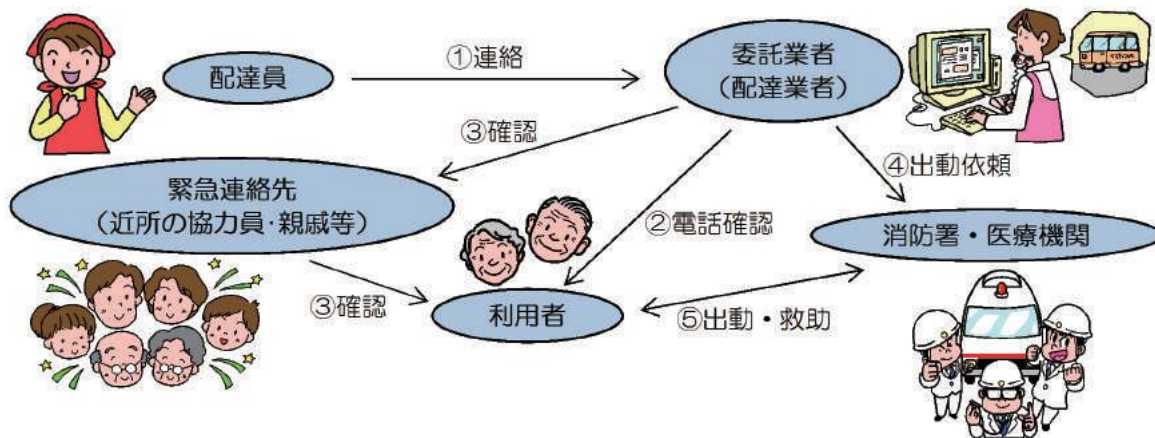 配達員
①連絡
委託業者
（配達業者）
③確認
④出動依頼
緊急連絡先
（近所の協力員・親戚等）
②電話確認
消防署・医療機関
③確認
利用者
⑤出動・救助